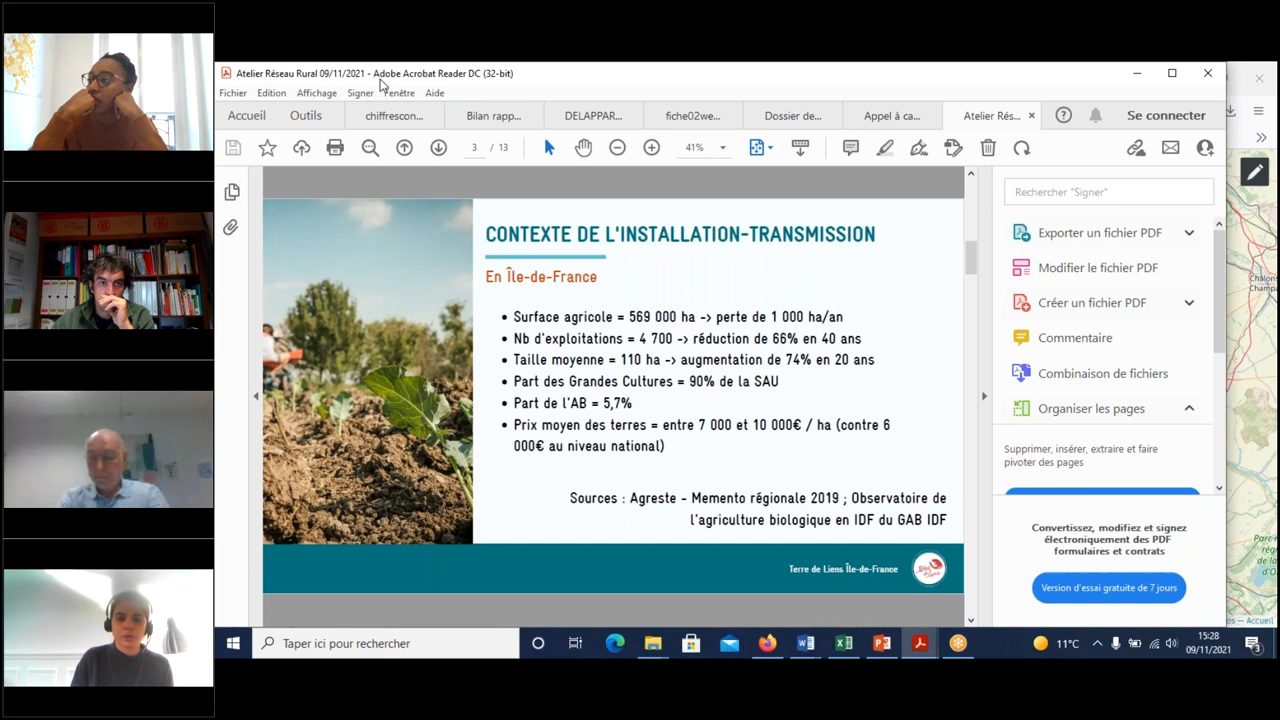 Atelier Réseau Rural 09/11/2021 - Adobe Acrobat Reader DC (32-bit)
Fichier Edition Affichage Signer Fenêtre Aide
Accueil Outils chiffrescon... Bilan rapp... DELAPPAR... fiche02we... Dossier de... Appel à ca... Atelier Rés... × Se connecter
3 / 13 41%
Rechercher "Signer"
Exporter un fichier PDF
Modifier le fichier PDF
Créer un fichier PDF
Commentaire
Combinaison de fichiers
Organiser les pages
Supprimer, insérer, extraire et faire
pivoter des pages
Convertissez, modifiez et signez
électroniquement des PDF
formulaires et contrats
Version d'essai gratuite de 7 jours
CONTEXTE DE L'INSTALLATION-TRANSMISSION
En Île-de-France
• Surface agricole = 569 000 ha -> perte de 1 000 ha/an
• Nb d'exploitations = 4 700 -> réduction de 66% en 40 ans
• Taille moyenne = 110 ha -> augmentation de 74% en 20 ans
• Part des Grandes Cultures = 90% de la SAU
• Part de l'AB = 5,7%
• Prix moyen des terres = entre 7 000 et 10 000€ / ha (contre 6
000€ au niveau national)
Sources : Agreste - Memento régionale 2019 ; Observatoire de
l'agriculture biologique en IDF du GAB IDF
Terre de Liens Île-de-France
Taper ici pour rechercher
11°C
15:28
09/11/2021
3